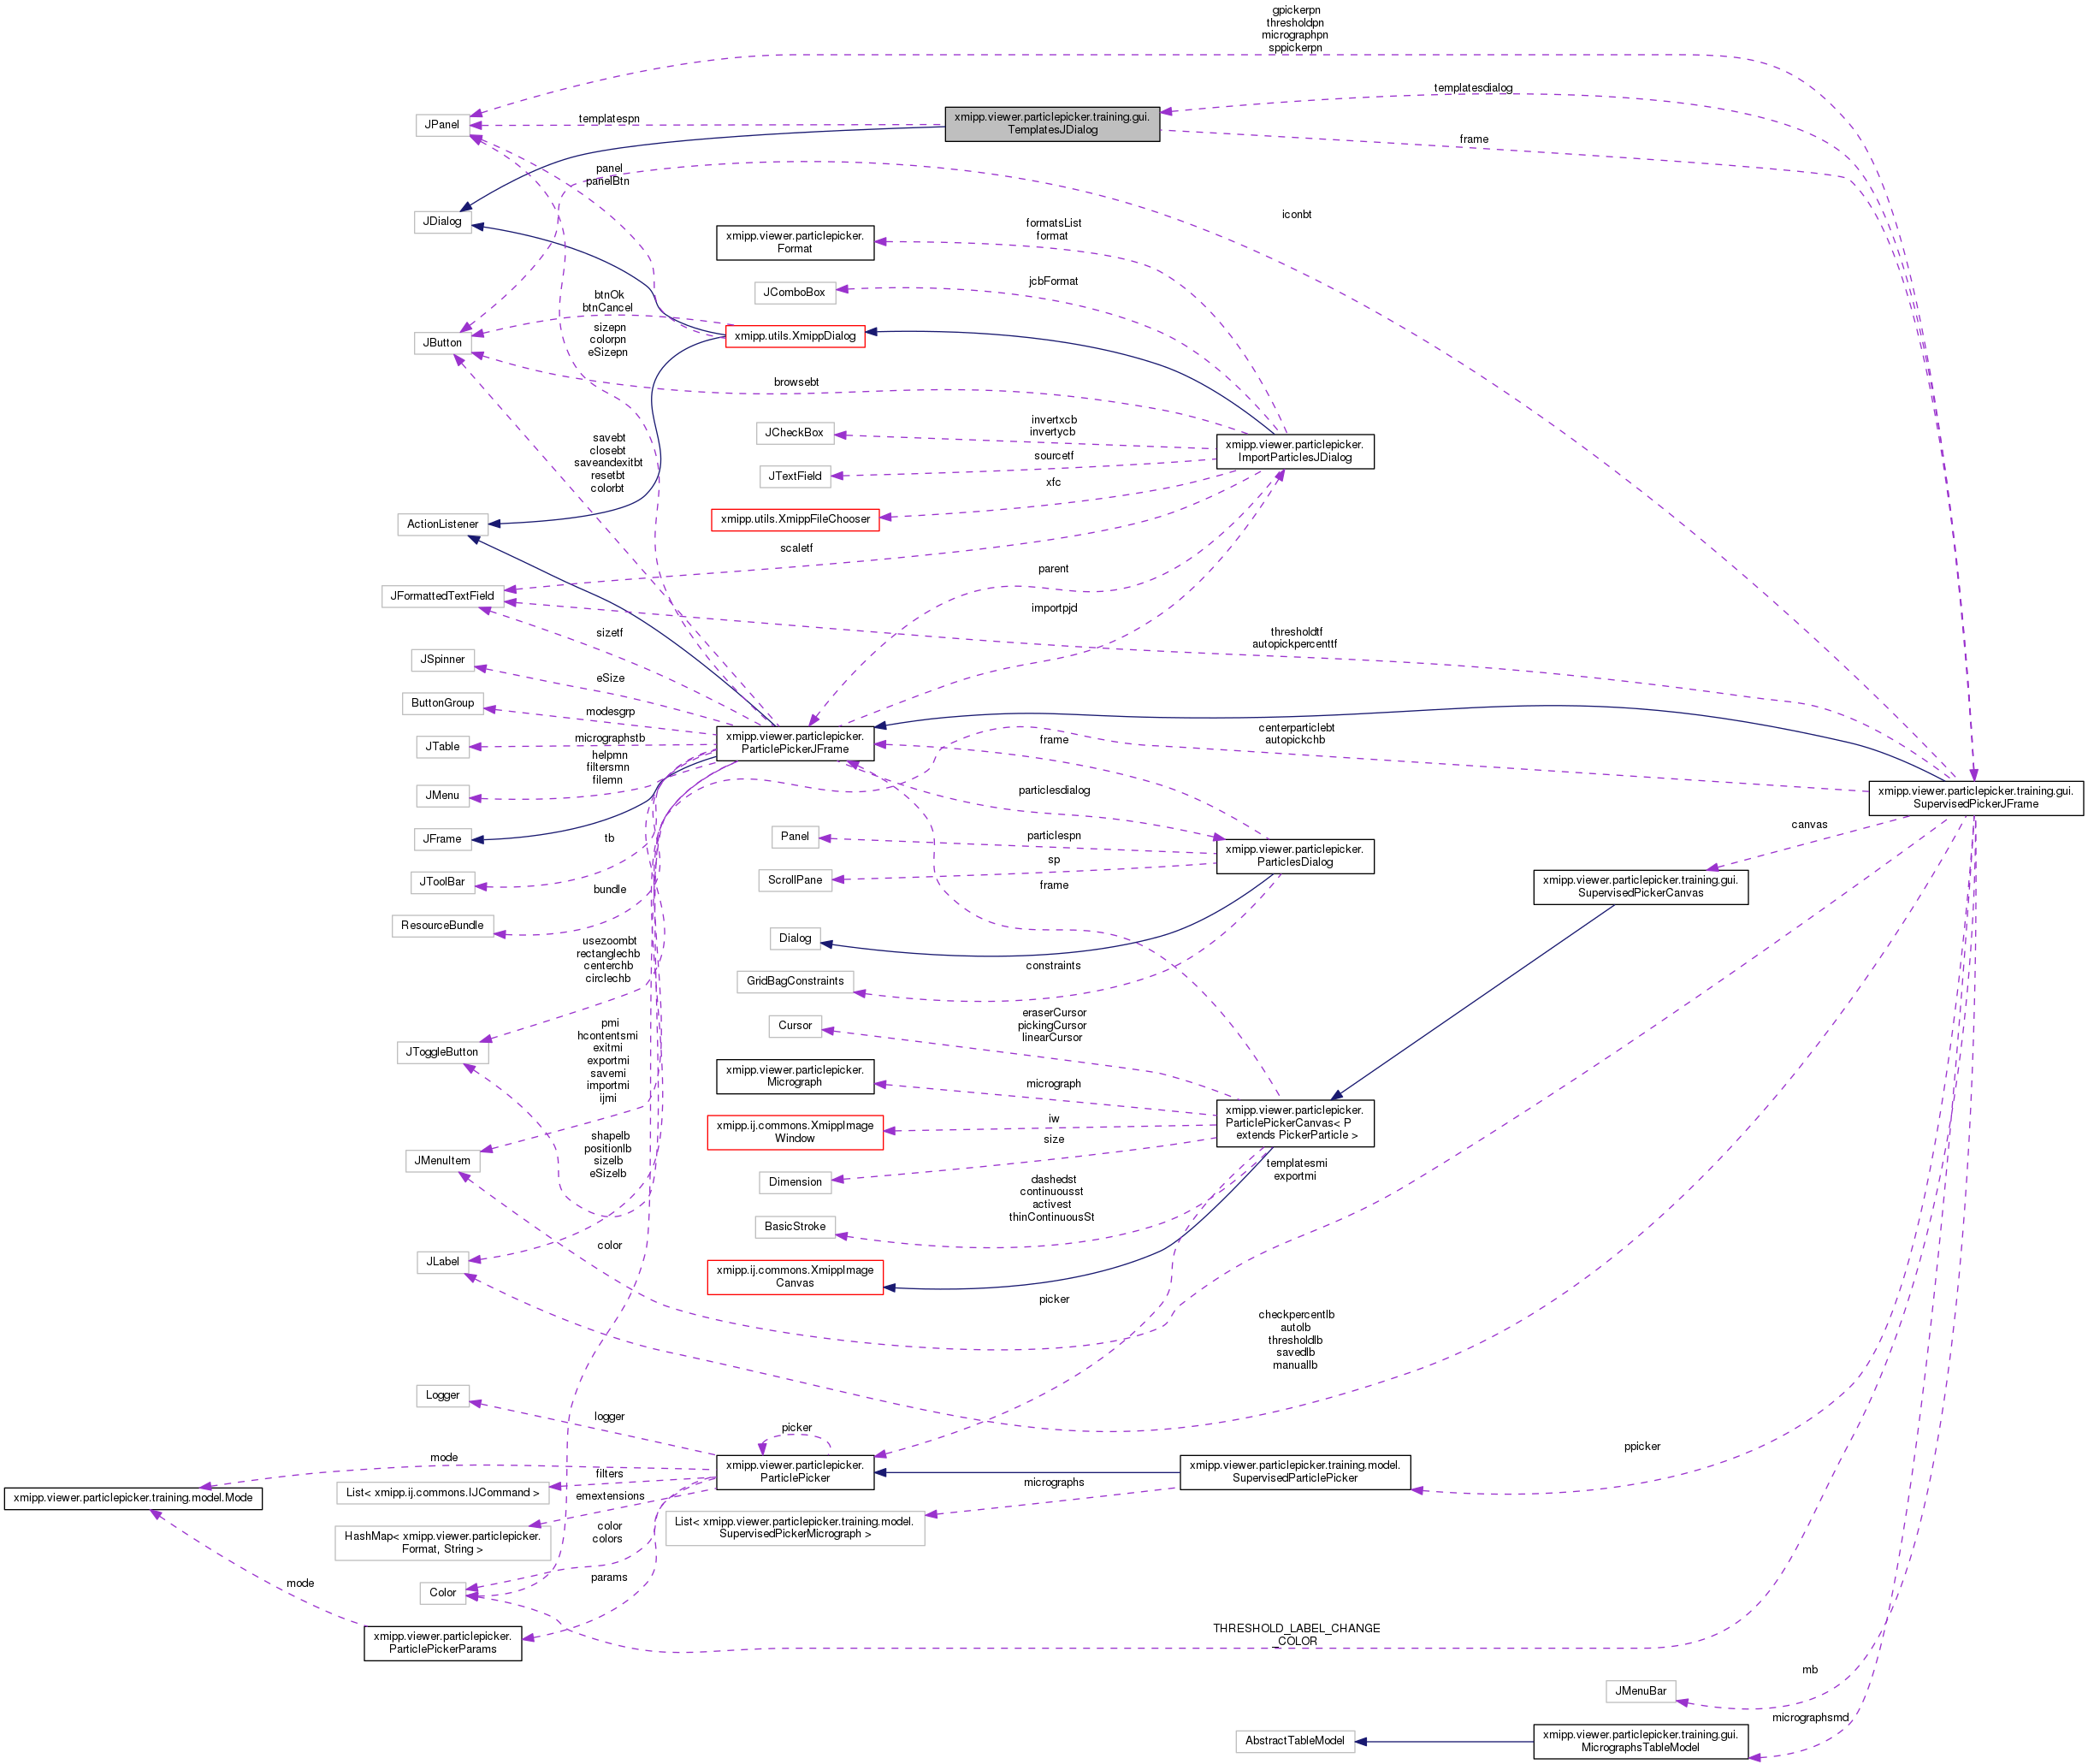 gpickerpn
thresholdpn
micrographpn
sppickerpn
templatesdialog
xmipp.viewer.particlepicker.training.gui.
TemplatesJDialog
JPanel
templatespn
frame
panel
panelBtn
JDialog
iconbt
xmipp.viewer.particlepicker.
Format
formatsList
format
JComboBox
jcbFormat
btnOk
btnCancel
JButton
xmipp.utils.XmippDialog
sizepn
colorpn
eSizepn
browsebt
savebt
closebt
saveandexitbt
resetbt
colorbt
JCheckBox
invertxcb
invertycb
xmipp.viewer.particlepicker.
ImportParticlesJDialog
JTextField
sourcetf
xfc
xmipp.utils.XmippFileChooser
ActionListener
scaletf
parent
JFormattedTextField
importpjd
sizetf
thresholdtf
autopickpercenttf
JSpinner
eSize
ButtonGroup
modesgrp
JTable
micrographstb
xmipp.viewer.particlepicker.
ParticlePickerJFrame
frame
centerparticlebt
autopickchb
helpmn
filtersmn
filemn
JMenu
particlesdialog
xmipp.viewer.particlepicker.training.gui.
SupervisedPickerJFrame
JFrame
tb
Panel
particlespn
canvas
xmipp.viewer.particlepicker.
ParticlesDialog
JToolBar
ScrollPane
sp
frame
bundle
xmipp.viewer.particlepicker.training.gui.
SupervisedPickerCanvas
ResourceBundle
Dialog
usezoombt
rectanglechb
centerchb
circlechb
GridBagConstraints
constraints
Cursor
eraserCursor
pickingCursor
linearCursor
JToggleButton
pmi
hcontentsmi
exitmi
exportmi
savemi
importmi
ijmi
xmipp.viewer.particlepicker.
Micrograph
micrograph
xmipp.viewer.particlepicker.
ParticlePickerCanvas< P
extends PickerParticle >
xmipp.ij.commons.XmippImage
Window
iw
size
JMenuItem
shapelb
positionlb
sizelb
eSizelb
Dimension
templatesmi
exportmi
dashedst
continuousst
activest
thinContinuousSt
BasicStroke
JLabel
color
xmipp.ij.commons.XmippImage
Canvas
picker
checkpercentlb
autolb
thresholdlb
savedlb
manuallb
Logger
logger
picker
ppicker
mode
xmipp.viewer.particlepicker.
ParticlePicker
xmipp.viewer.particlepicker.training.model.
SupervisedParticlePicker
filters
micrographs
xmipp.viewer.particlepicker.training.model.Mode
List< xmipp.ij.commons.IJCommand >
emextensions
List< xmipp.viewer.particlepicker.training.model.
SupervisedPickerMicrograph >
HashMap< xmipp.viewer.particlepicker.
Format, String >
color
colors
mode
Color
params
xmipp.viewer.particlepicker.
ParticlePickerParams
THRESHOLD_LABEL_CHANGE
_COLOR
mb
JMenuBar
micrographsmd
AbstractTableModel
xmipp.viewer.particlepicker.training.gui.
MicrographsTableModel